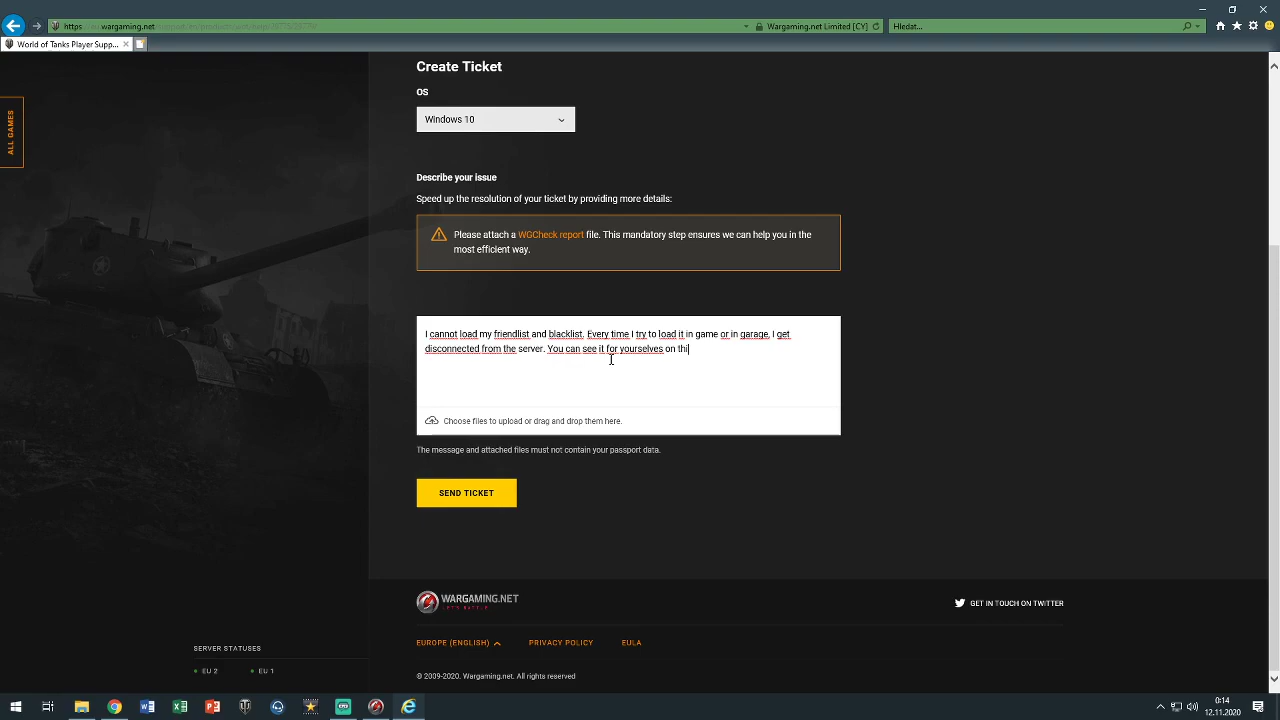 https
wargaming.net
Wargaming.net Limited [CY]
Hledat...
World of Tanks Player Supp...
ALL GAMES
Create Ticket
OS
Windows 10
Describe your issue
Speed up the resolution of your ticket by providing more details:
Please attach a WGCheck report file. This mandatory step ensures we can help you in the
most efficient way.
I cannot load my friendlist and blacklist. Every time I try to load it in game or in garage, I get
disconnected from the server. You can see it for yourselves on thi
Choose files to upload or drag and drop them here.
The message and attached files must not contain your passport data.
SEND TICKET
WARGAMING.NET
LET'S BATTLE
GET IN TOUCH ON TWITTER
EUROPE (ENGLISH)
PRIVACY POLICY
EULA
SERVER STATUSES
EU 2
EU 1
© 2009-2020. Wargaming.net. All rights reserved
0:14
12.11.2020